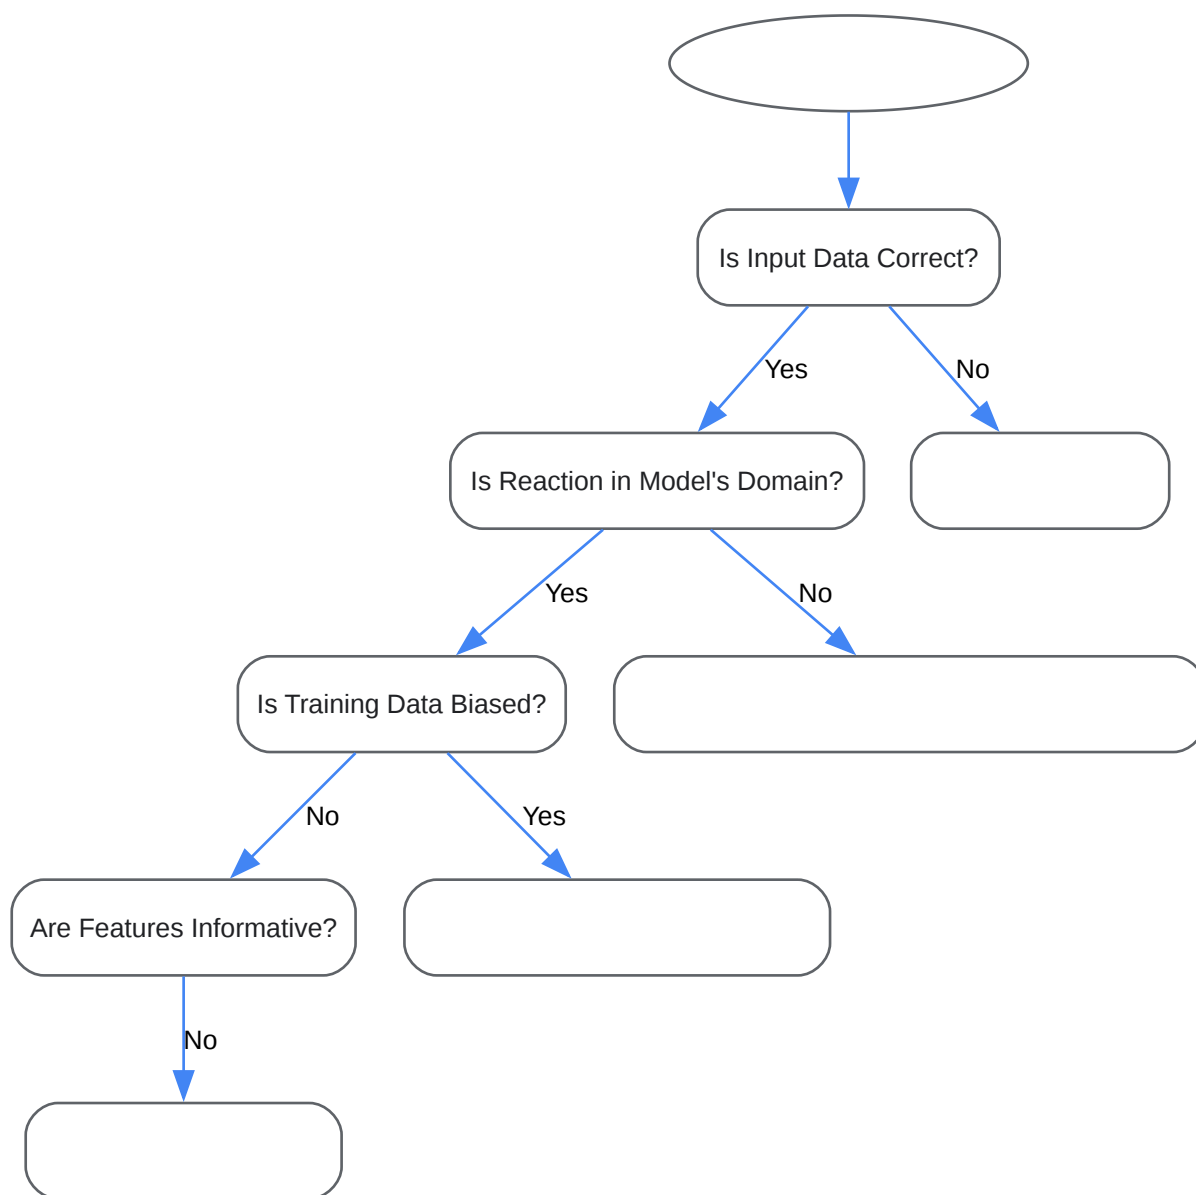 Is Input Data Correct?
Yes
No
Is Reaction in Model's Domain?
Yes
No
Is Training Data Biased?
No
Yes
Are Features Informative?
No